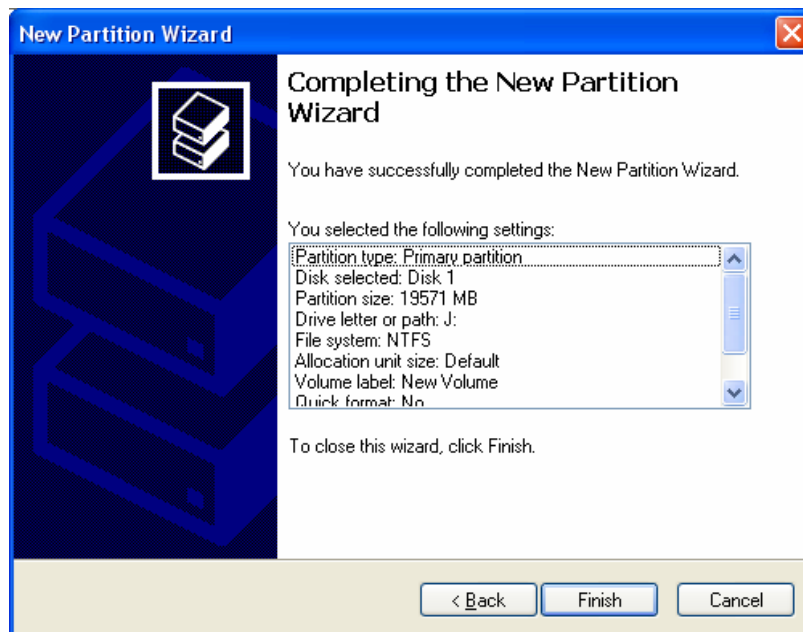 New Partition Wizard
Completing the New Partition
Wizard
You have successfully completed the New Partition Wizard.
You selected the following settings:
Partition type: Primary partition
Disk selected: Disk 1
Partition size: 19571 MB
Drive letter or path: J:
File system: NTFS
Allocation unit size: Default
Volume label: New Volume
Quick format: No
To close this wizard, click Finish.
< Back Finish Cancel